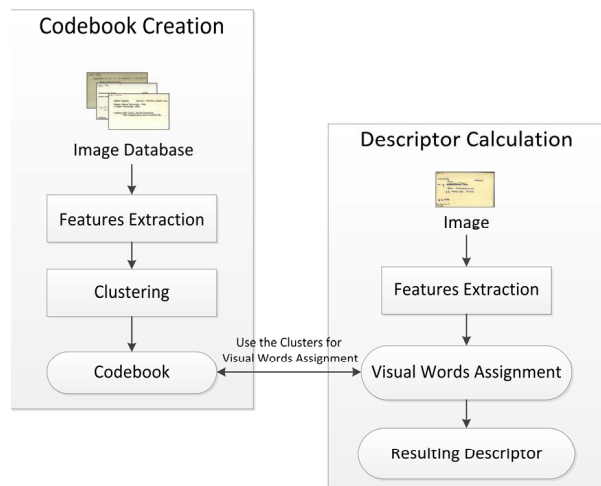 Codebook Creation
Image Database
Features Extraction
Clustering
Codebook
Use the Clusters for
Visual Words Assignment
Descriptor Calculation
Image
Features Extraction
Visual Words Assignment
Resulting Descriptor